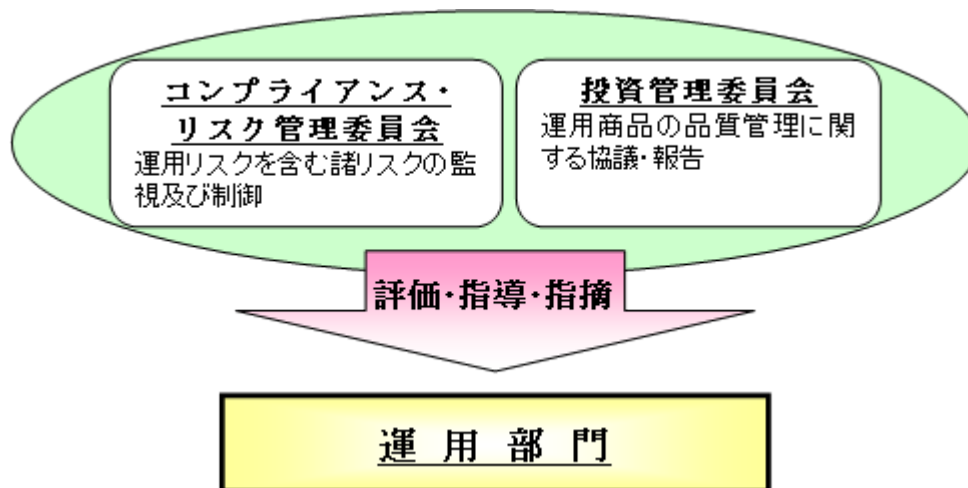 コンプライアンス・
リスク管理委員会
運用リスクを含む諸リスクの監
視及び制御
投資管理委員会
運用商品の品質管理に関
する協議・報告
評価・指導・指摘
運用部門